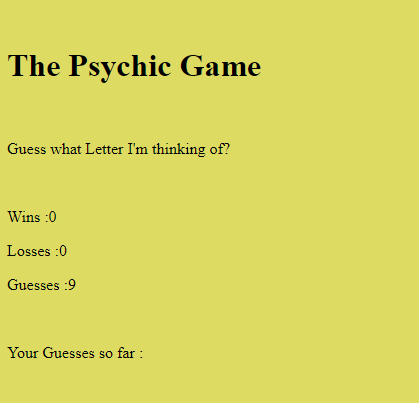 The Psychic Game
Guess what Letter I'm thinking of?
Wins :0
Losses :0
Guesses :9
Your Guesses so far :